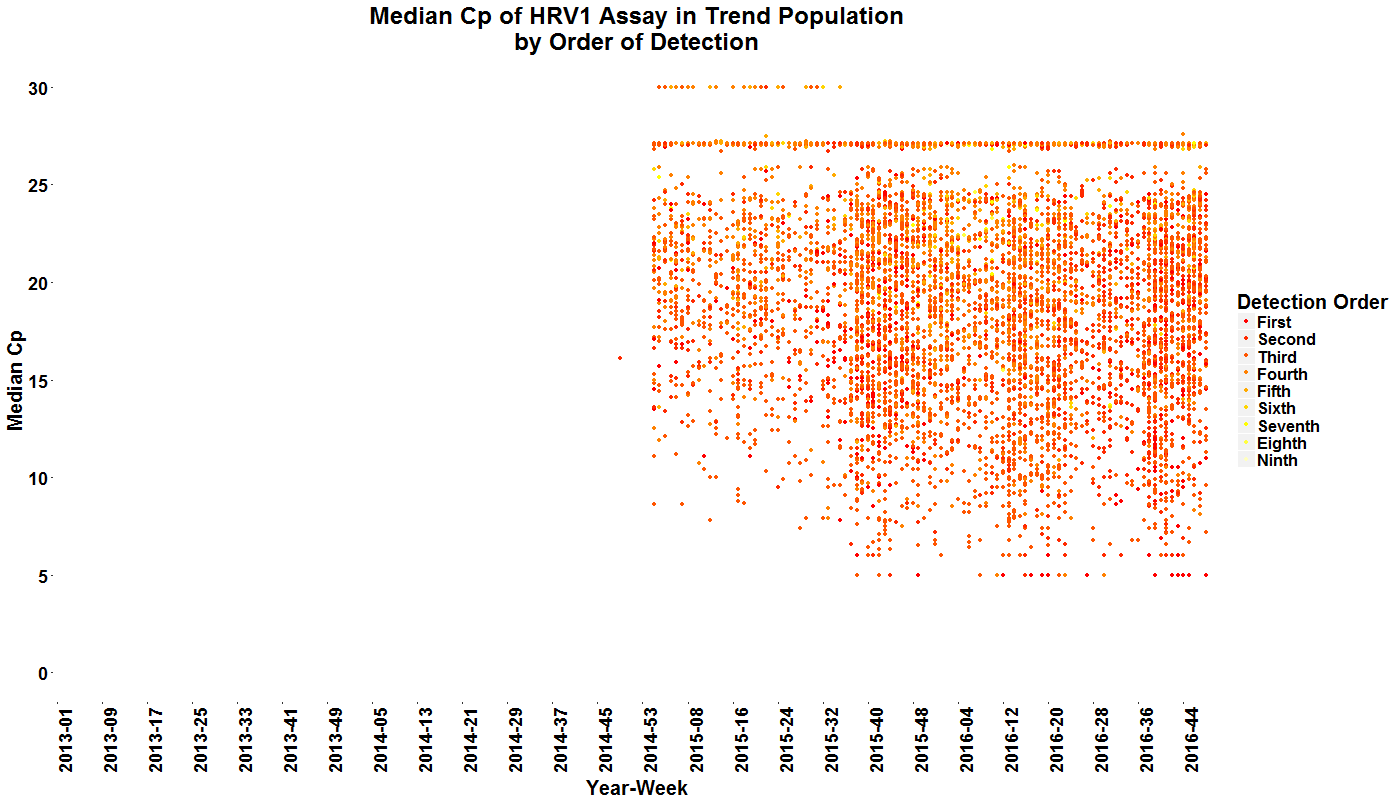 Median Cp of HRV1 Assay in Trend Population
by Order of Detection
Median Cp
30
25
20
15
10
5
0
2013-01
2013-09
2013-17
2013-25
2013-33
2013-41
2013-49
2014-05
2014-13
2014-21
2014-29
2014-37
2014-45
2014-53
2015-08
2015-16
2015-24
2015-32
2015-40
2015-48
2016-04
2016-12
2016-20
2016-28
2016-36
2016-44
Year-Week
Detection Order
First
Second
Third
Fourth
Fifth
Sixth
Seventh
Eighth
Ninth